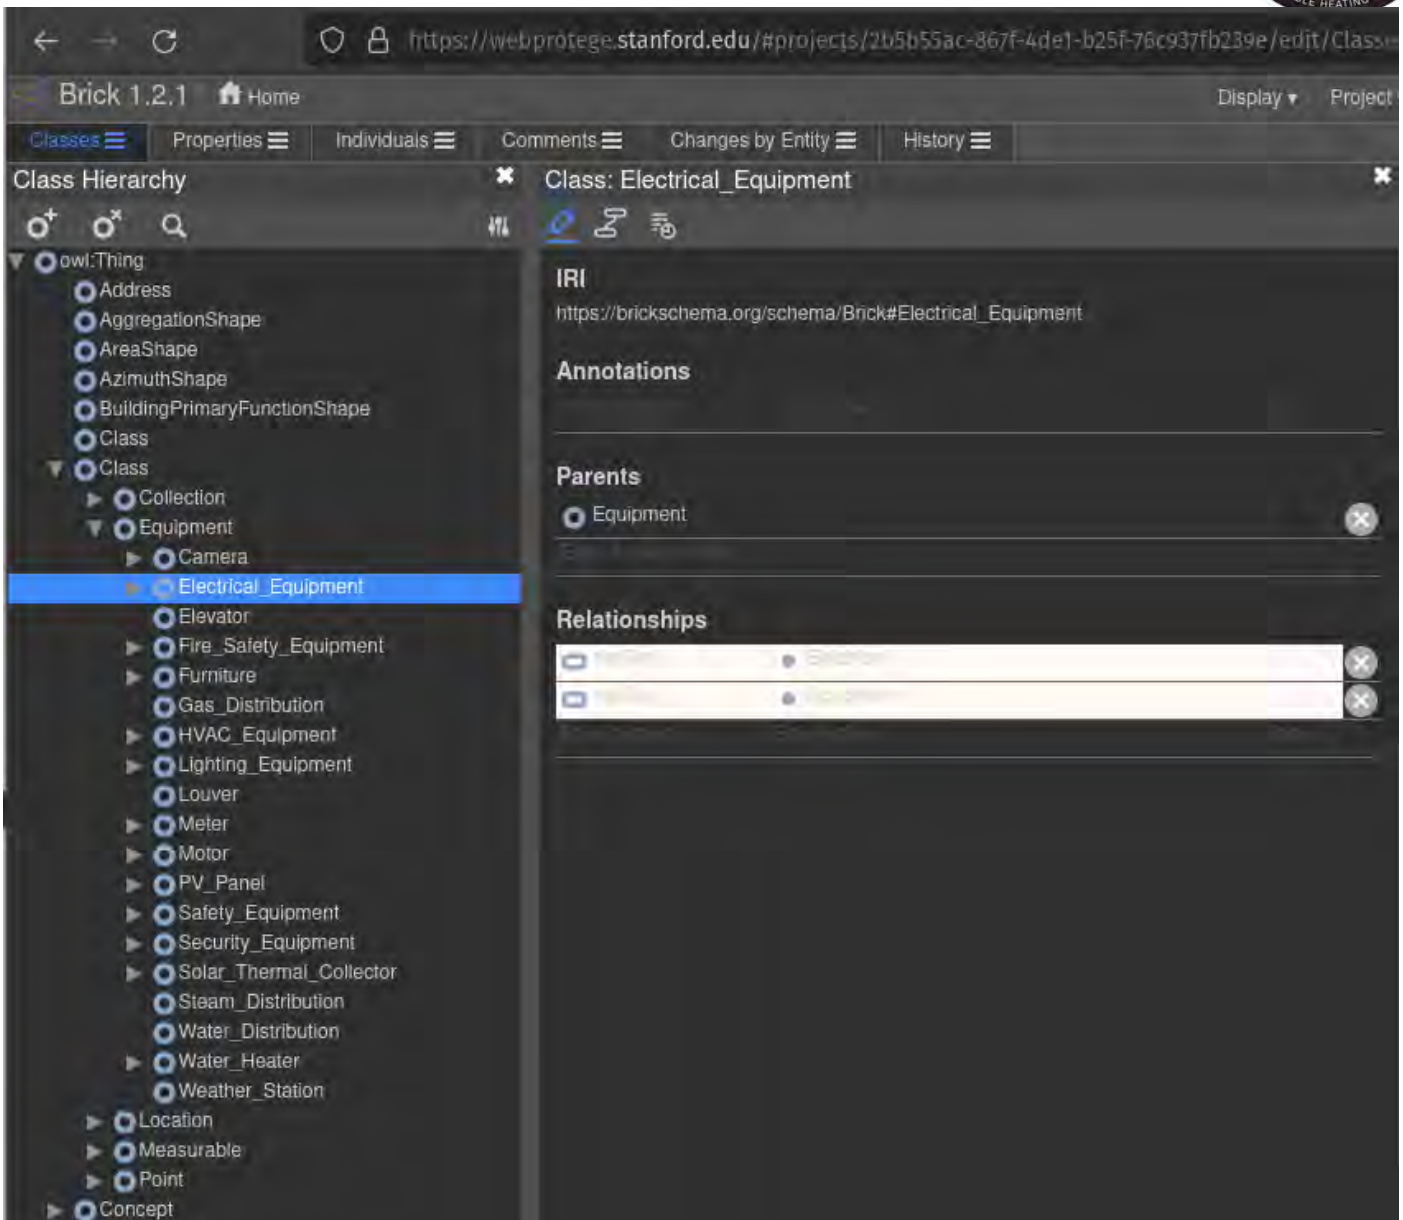 LE HEATING
https://webprotege.stanford.edu/#projects/2b5b55ac-867f-4de1-b25f-76c937fb239e/edit/Classe
Brick 1.2.1 Home Display Project
Classes Properties Individuals Comments Changes by Entity History
Class Hierarchy
Class: Electrical_Equipment
owl:Thing
Address
AggregationShape
AreaShape
AzimuthShape
BuildingPrimaryFunctionShape
Class
Class
Collection
Equipment
Camera
Electrical_Equipment
Elevator
Fire_Safety_Equipment
Furniture
Gas_Distribution
HVAC_Equipment
Lighting_Equipment
Louver
Meter
Motor
PV_Panel
Safety_Equipment
Security_Equipment
Solar_Thermal_Collector
Steam_Distribution
Water_Distribution
Water_Heater
Weather_Station
Location
Measurable
Point
Concept
IRI
https://brickschema.org/schema/Brick#Electrical_Equipment
Annotations
Parents
Equipment
Relationships